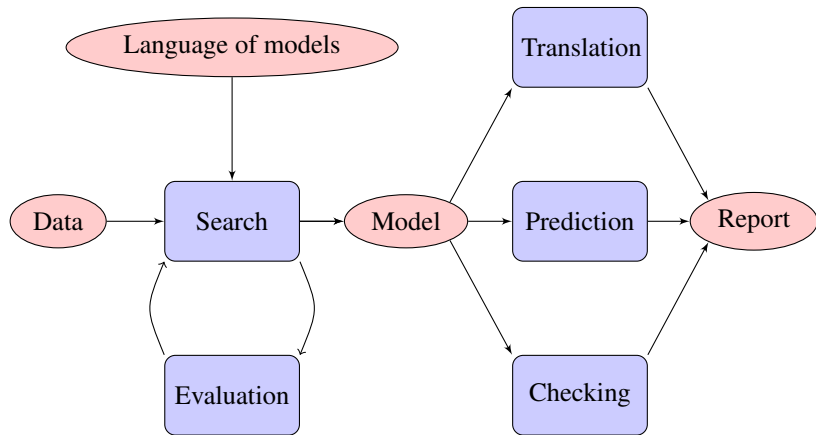 Language of models
Translation
Data
Search
Model
Prediction
Report
Evaluation
Checking